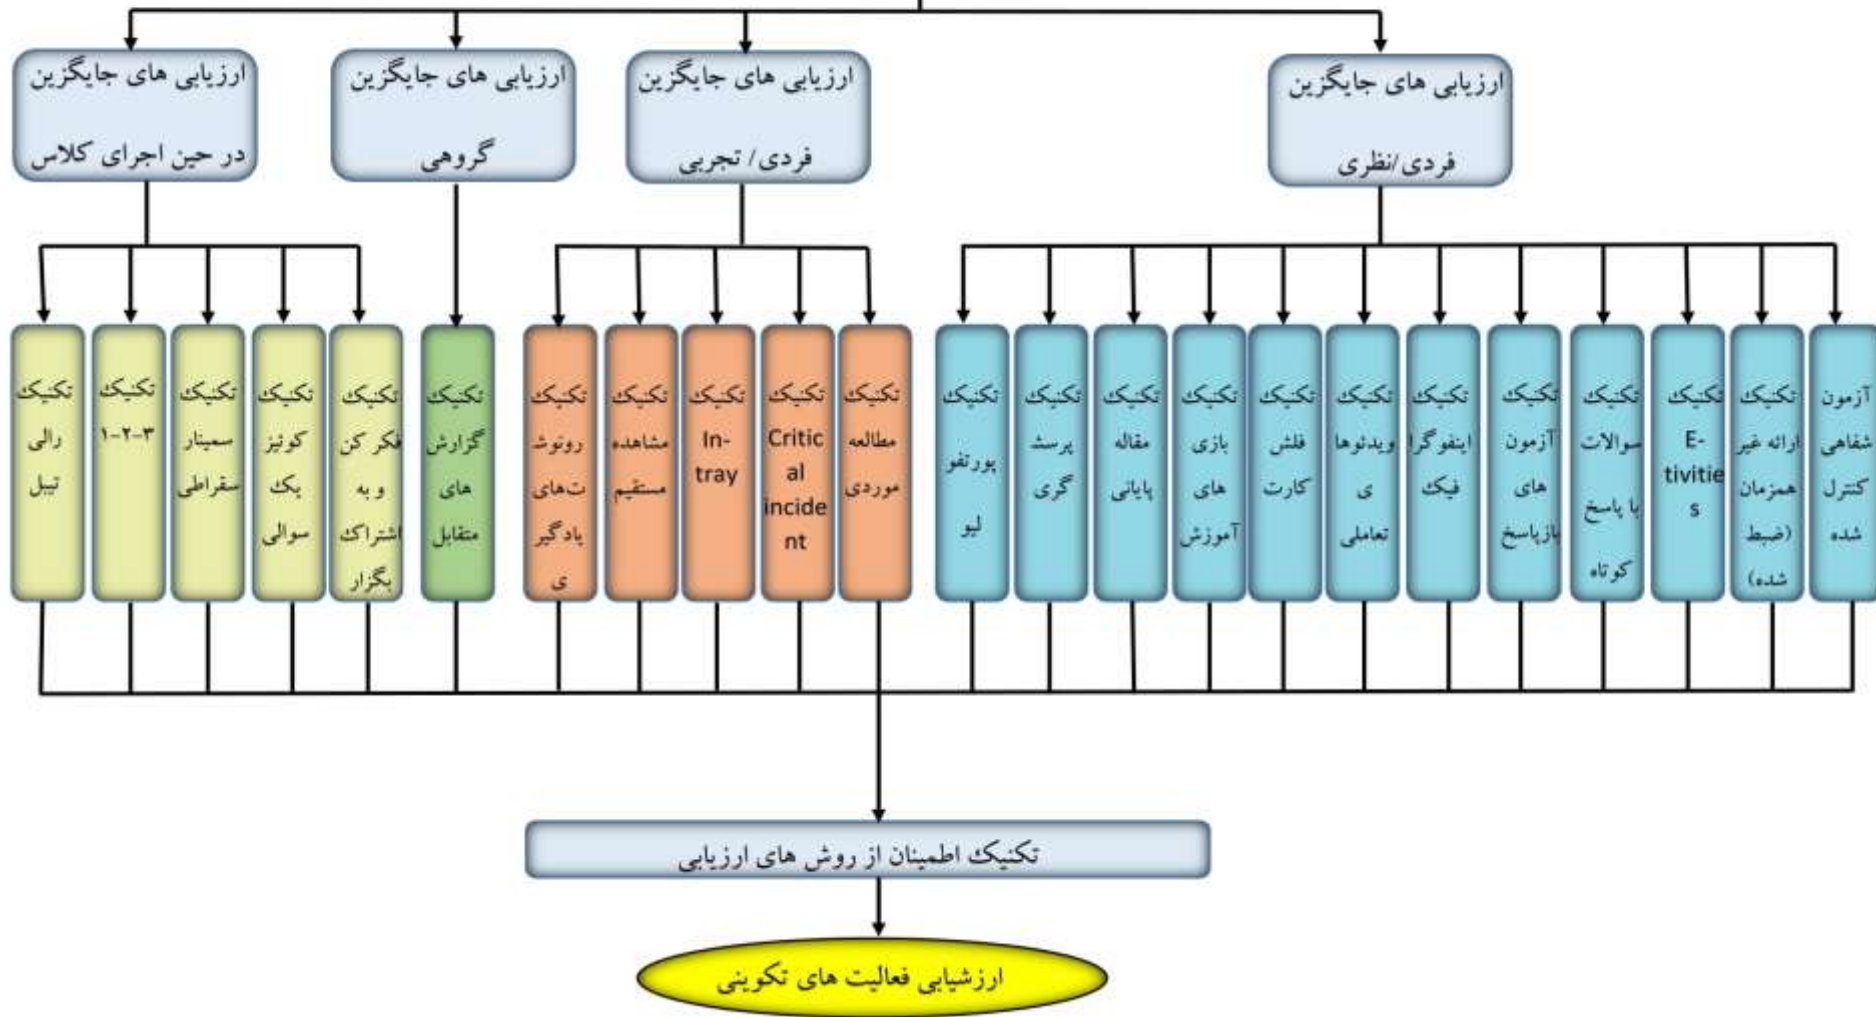 ارزیابی های جایگزین
فردی/نظری
ارزیابی های جایگزین
فردی/ تجربی
ارزیابی های جایگزین
گروهی
ارزیابی های جایگزین
در حین اجرای کلاس
آزمون
شفاهی
کنترل
شده
تکنیک
ارائه غیر
همزمان
(ضبط
شده)
تکنیک
E-
tivitie
s
تکنیک
سوالات
با پاسخ
کوتاه
تکنیک
آزمون
های
بازپاسخ
تکنیک
اینفوگرا
فیک
تکنیک
ویدئوها
ی
تعاملی
تکنیک
فلش
کارت
تکنیک
بازی
های
آموزش
تکنیک
مقاله
پایانی
تکنیک
پرسش
گری
تکنیک
پورتفو
لیو
تکنیک
مطالعه
موردی
تکنیک
Critic
al
incide
nt
تکنیک
In-
tray
تکنیک
مشاهده
مستقیم
تکنیک
رونوشـ
ت‌های
یادگیر
ی
تکنیک
گزارش
های
متقابل
تکنیک
فکر کن
و به
اشتراک
بگزار
تکنیک
کوئیز
یک
سوالی
تکنیک
سمینار
سقراطی
تکنیک
۱-۲-۳
تکنیک
رالی
تیبل
تکنیک اطمینان از روش های ارزیابی
ارزشیابی فعالیت های تکوینی